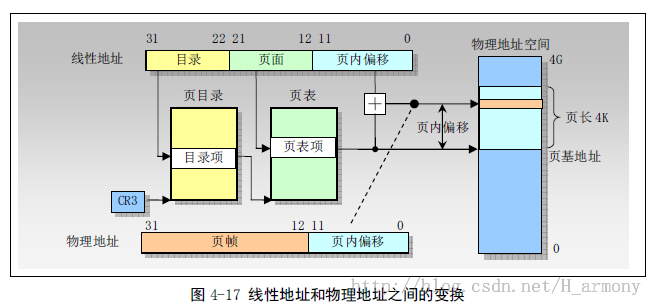 31 22 21 12 11 0
线性地址 目录 页面 页内偏移
物理地址空间
4G
页目录 页表
页长 4K
页内偏移
目录项 页表项
页基地址
CR3
31 12 11 0
物理地址 页帧 页内偏移
0
http://blog.csdn.net/H_armony
图 4-17 线性地址和物理地址之间的变换